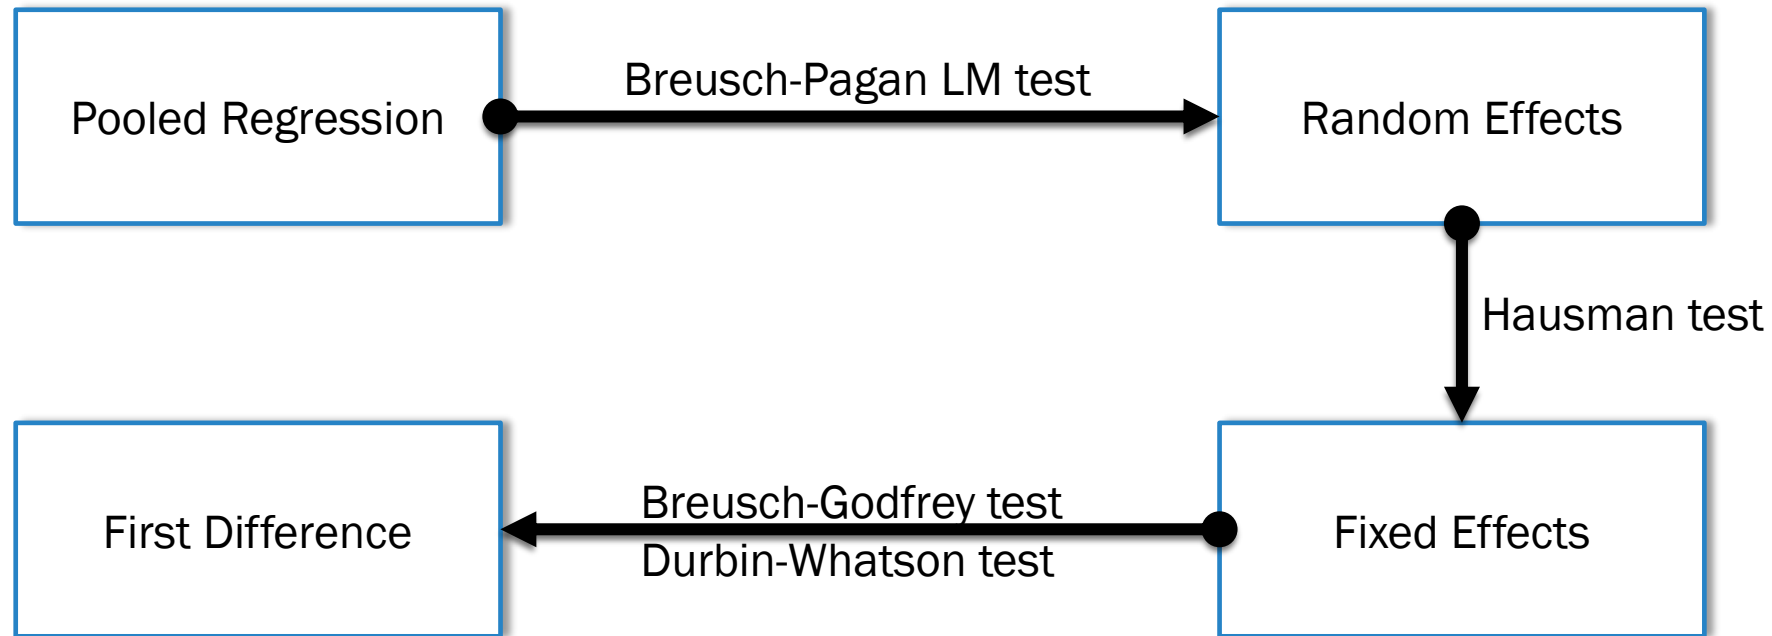 Pooled Regression
Breusch-Pagan LM test
Random Effects
Hausman test
First Difference
Breusch-Godfrey test
Durbin-Whatson test
Fixed Effects